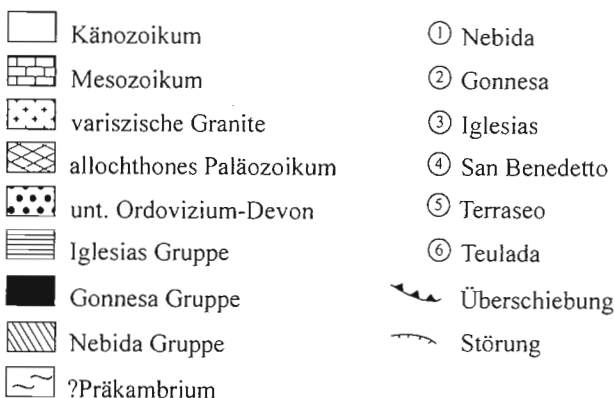 Känozoikum
Mesozoikum
variszische Granite
allochthones Paläozoikum
unt. Ordovizium-Devon
Iglesias Gruppe
Gonnesa Gruppe
Nebida Gruppe
?Präkambrium
1 Nebida
2 Gonnesa
3 Iglesias
4 San Benedetto
5 Terraseo
6 Teulada
Überschiebung
Störung